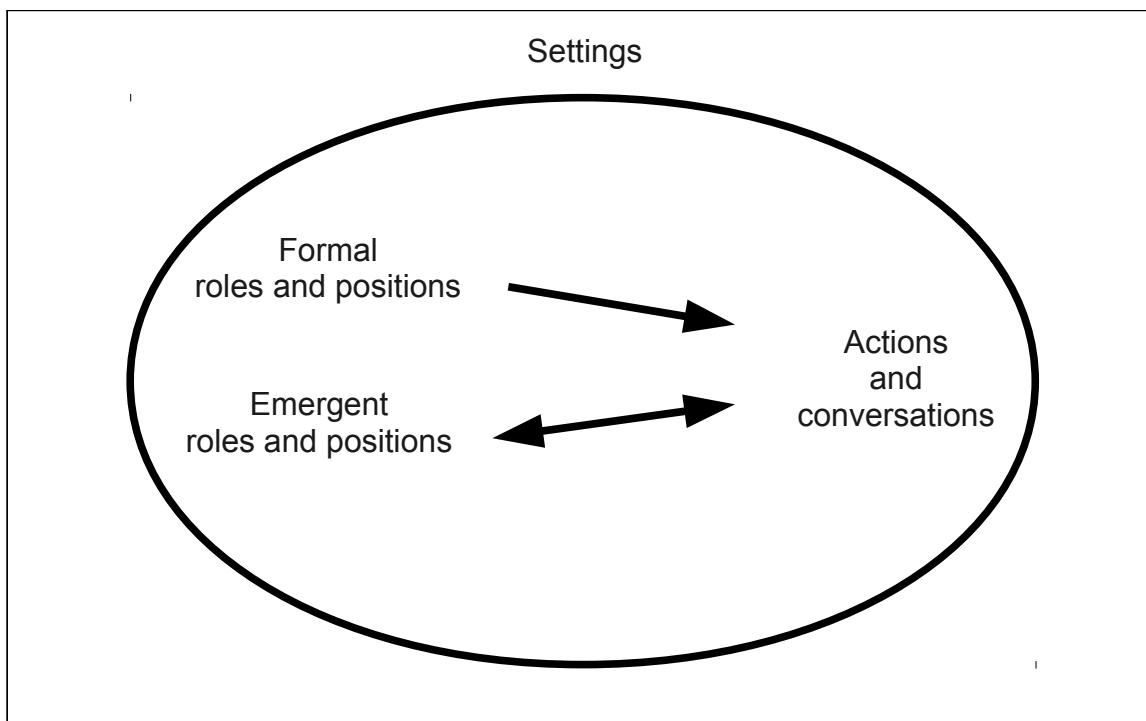 Settings
Formal
roles and positions
Emergent
roles and positions
Actions
and
conversations